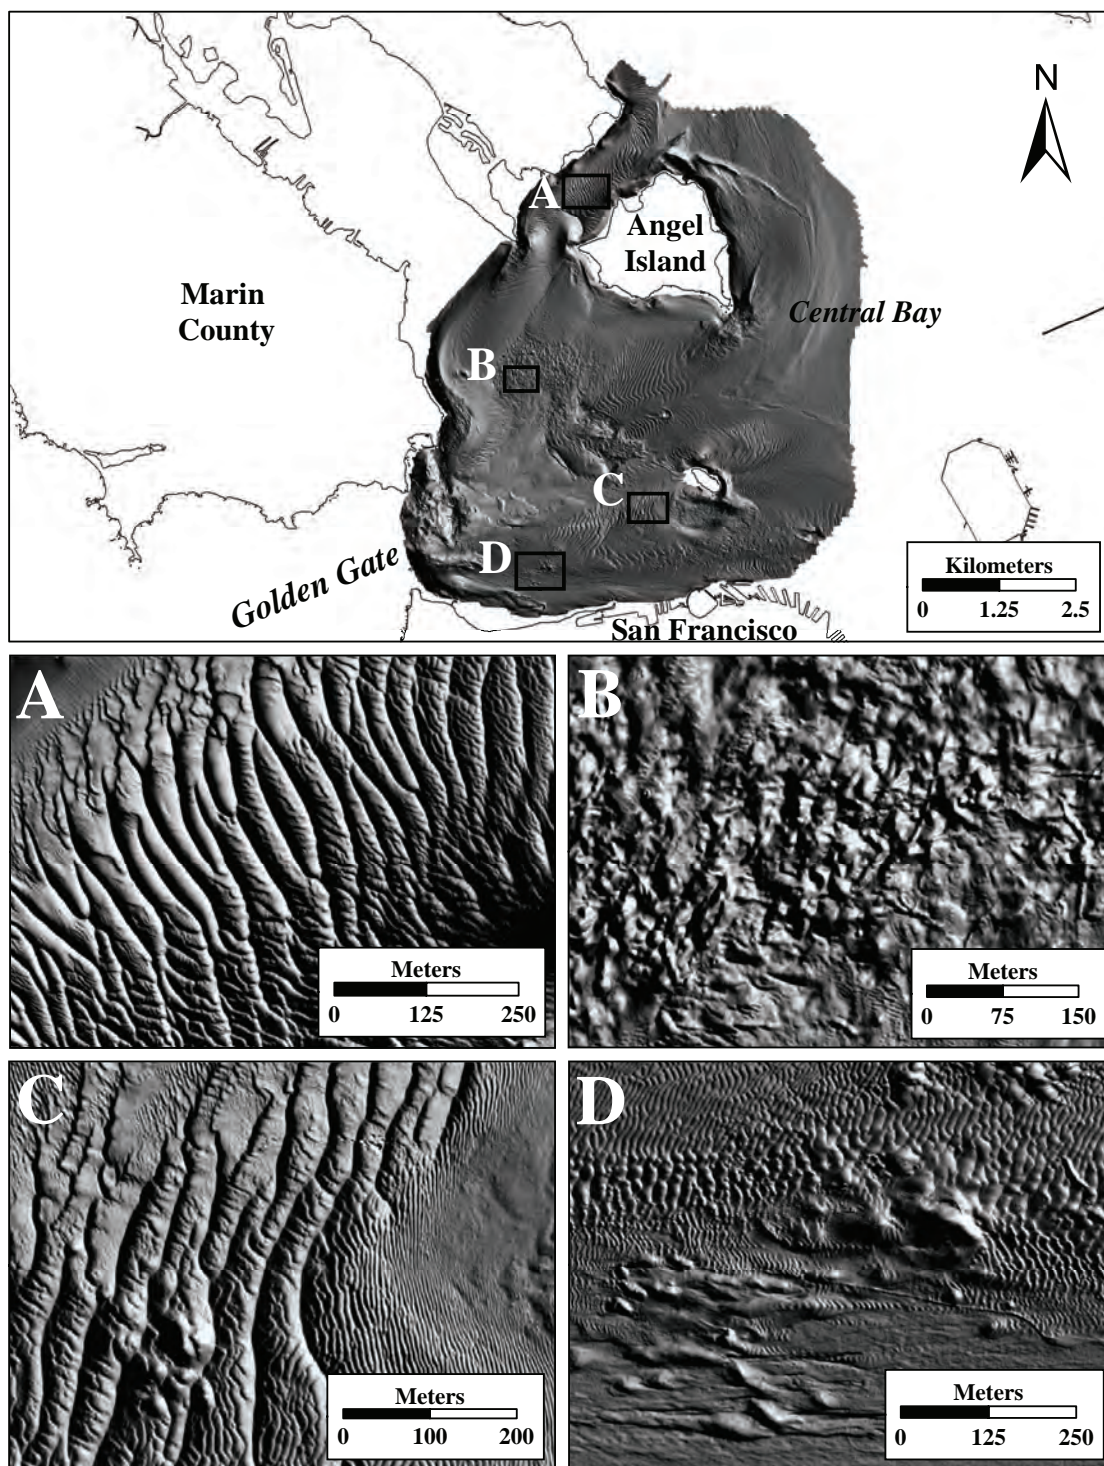 N
A
Angel
Island
Marin
County
Central Bay
B
C
D
Golden Gate
Kilometers
0 1.25 2.5
San Francisco
A
Meters
0 125 250
B
Meters
0 75 150
C
Meters
0 100 200
D
Meters
0 125 250